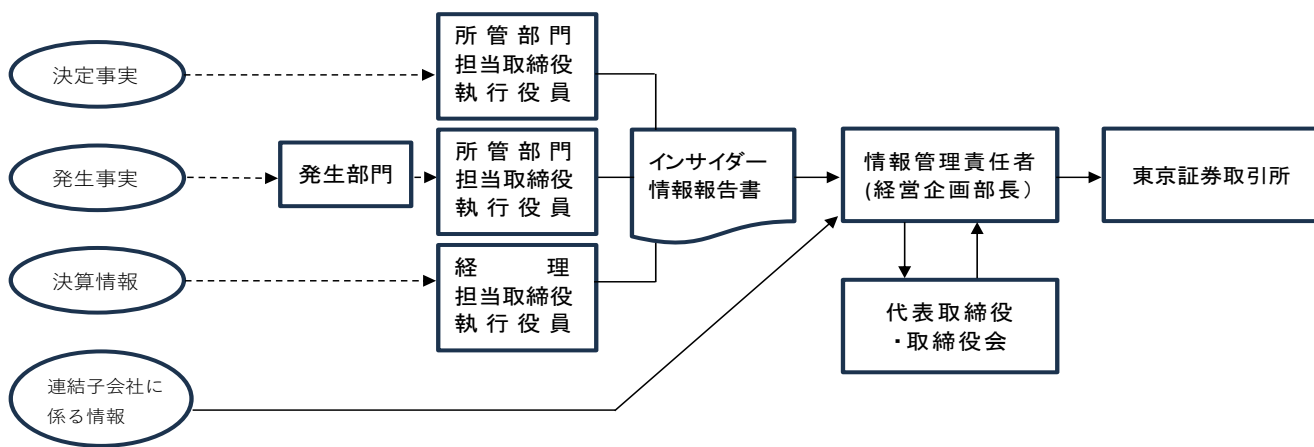 決定事実
所管部門
担当取締役
執行役員
発生事実
発生部門
所管部門
担当取締役
執行役員
インサイダー
情報報告書
情報管理責任者
(経営企画部長)
東京証券取引所
決算情報
経 理
担当取締役
執行役員
代表取締役
・取締役会
連結子会社に
係る情報